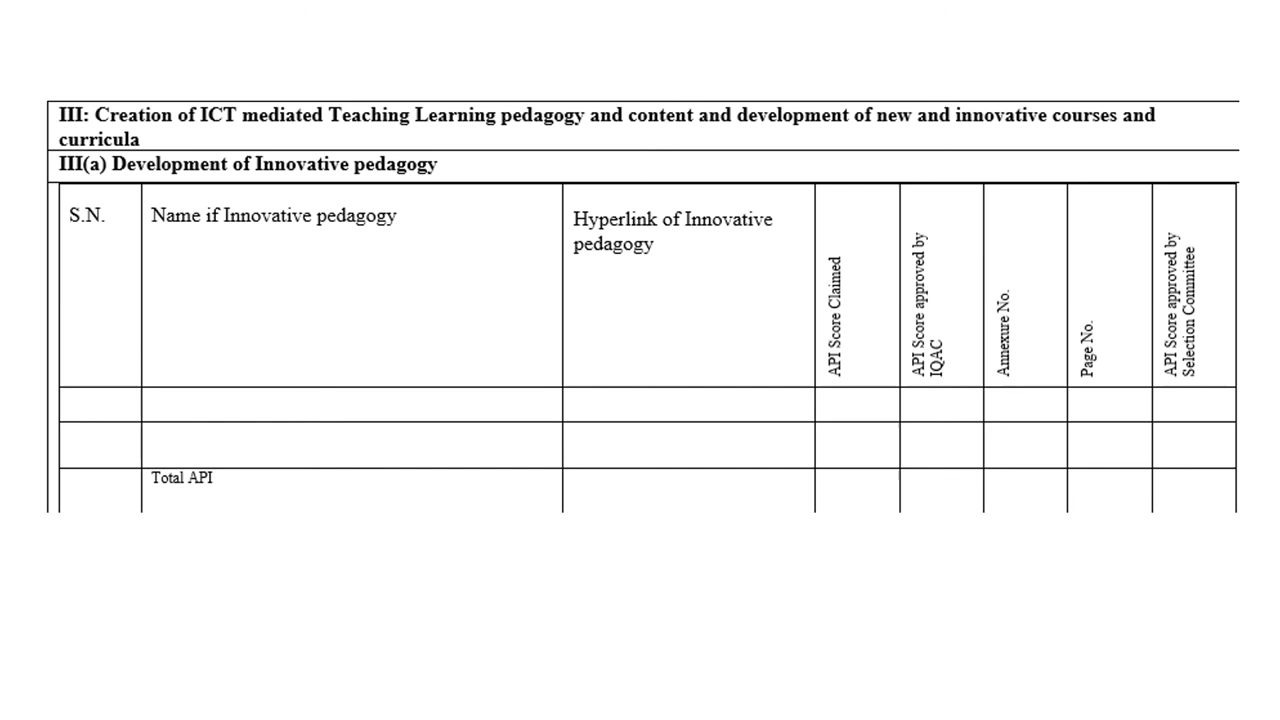 III: Creation of ICT mediated Teaching Learning pedagogy and content and development of new and innovative courses and
curricula
III(a) Development of Innovative pedagogy
S.N.
Name if Innovative pedagogy
Hyperlink of Innovative
pedagogy
API Score Claimed
API Score approved by
IQAC
Annexure No.
Page No.
API Score approved by
Selection Committee
Total API